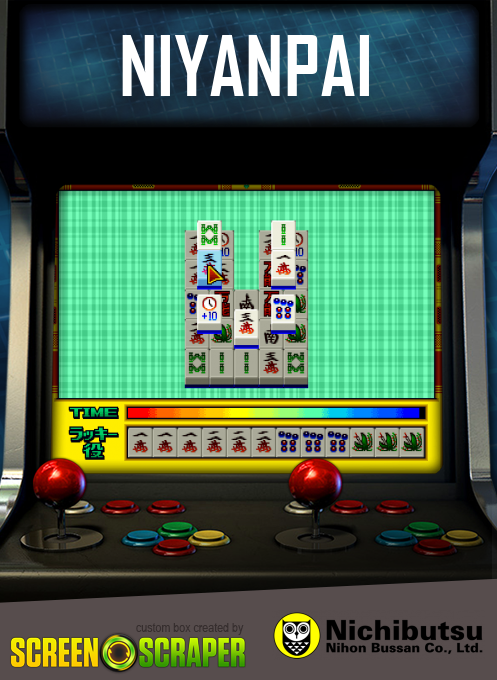 NIYANPAI
+10
TIME
ラッキー
役
custom box created by
SCREEN SCRAPER
Nichibutsu
Nihon Bussan Co., Ltd.